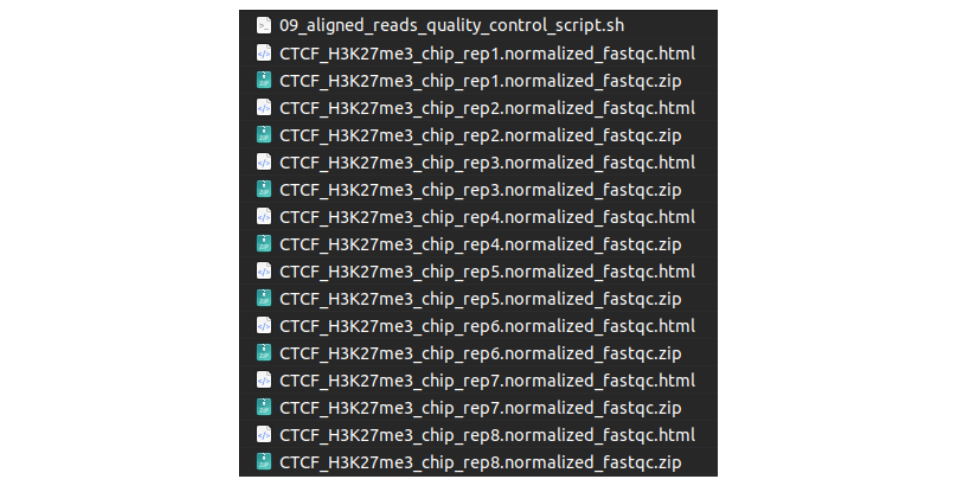 09_aligned_reads_quality_control_script.sh
CTCF_H3K27me3_chip_rep1.normalized_fastqc.html
CTCF_H3K27me3_chip_rep1.normalized_fastqc.zip
CTCF_H3K27me3_chip_rep2.normalized_fastqc.html
CTCF_H3K27me3_chip_rep2.normalized_fastqc.zip
CTCF_H3K27me3_chip_rep3.normalized_fastqc.html
CTCF_H3K27me3_chip_rep3.normalized_fastqc.zip
CTCF_H3K27me3_chip_rep4.normalized_fastqc.html
CTCF_H3K27me3_chip_rep4.normalized_fastqc.zip
CTCF_H3K27me3_chip_rep5.normalized_fastqc.html
CTCF_H3K27me3_chip_rep5.normalized_fastqc.zip
CTCF_H3K27me3_chip_rep6.normalized_fastqc.html
CTCF_H3K27me3_chip_rep6.normalized_fastqc.zip
CTCF_H3K27me3_chip_rep7.normalized_fastqc.html
CTCF_H3K27me3_chip_rep7.normalized_fastqc.zip
CTCF_H3K27me3_chip_rep8.normalized_fastqc.html
CTCF_H3K27me3_chip_rep8.normalized_fastqc.zip